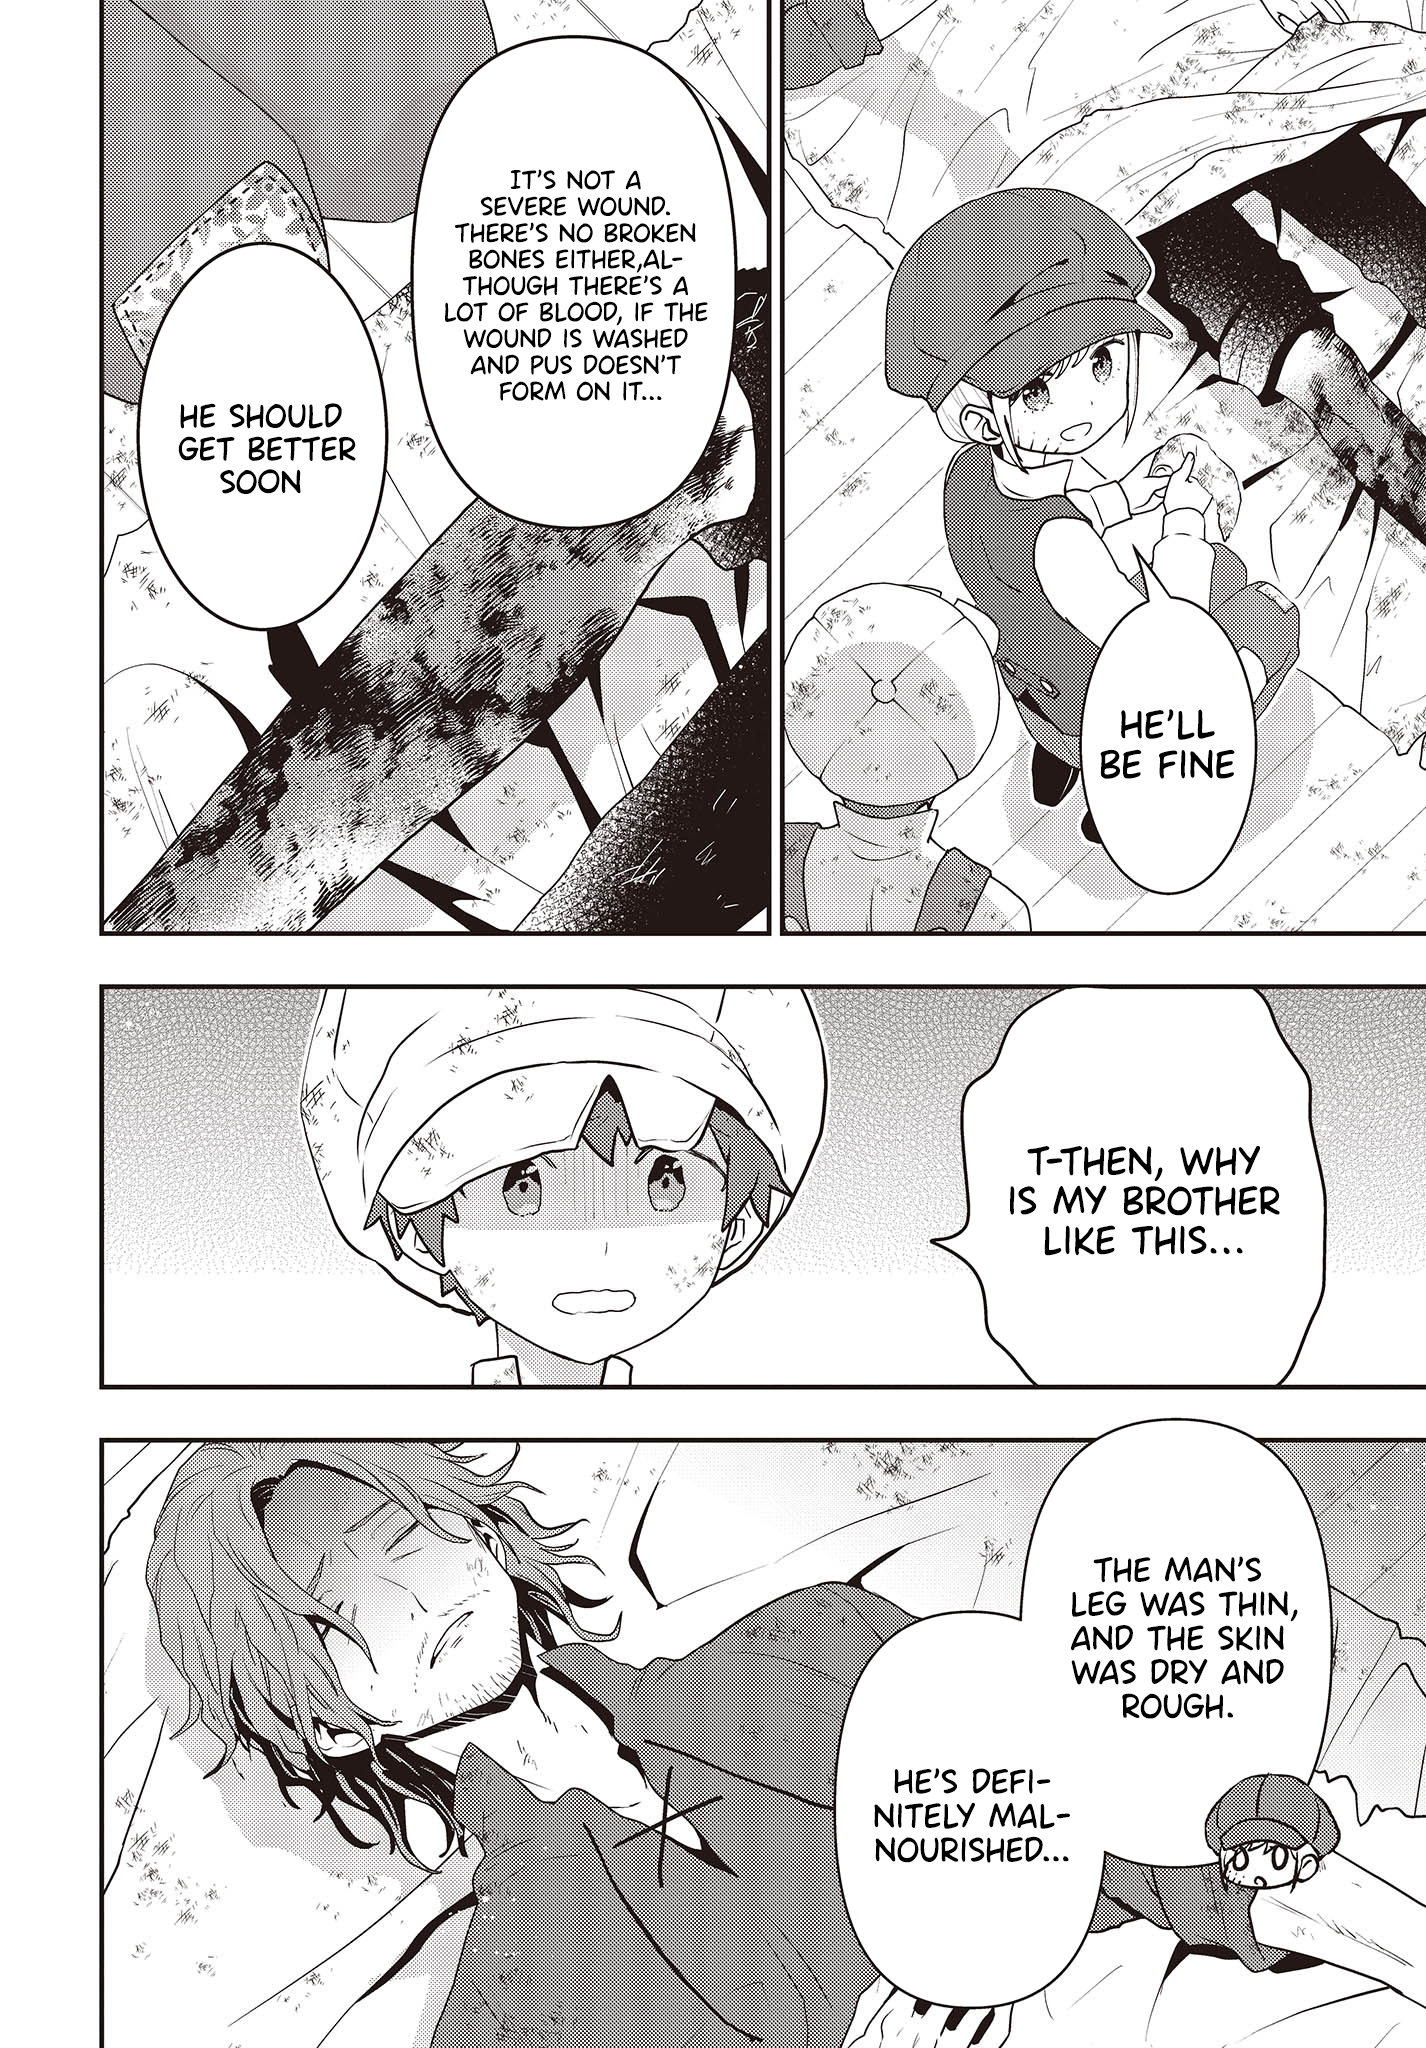 HE'LL
BE FINE
IT'S NOT A
SEVERE WOUND.
THERE'S NO BROKEN
BONES EITHER,AL-
THOUGH THERE'S A
LOT OF BLOOD, IF THE
WOUND IS WASHED
AND PUS DOESN'T
FORM ON IT...
HE SHOULD
GET BETTER
SOON
T-THEN, WHY
IS MY BROTHER
LIKE THIS...
THE MAN'S
LEG WAS THIN,
AND THE SKIN
WAS DRY AND
ROUGH.
HE'S DEFI-
NITELY MAL-
NOURISHED...